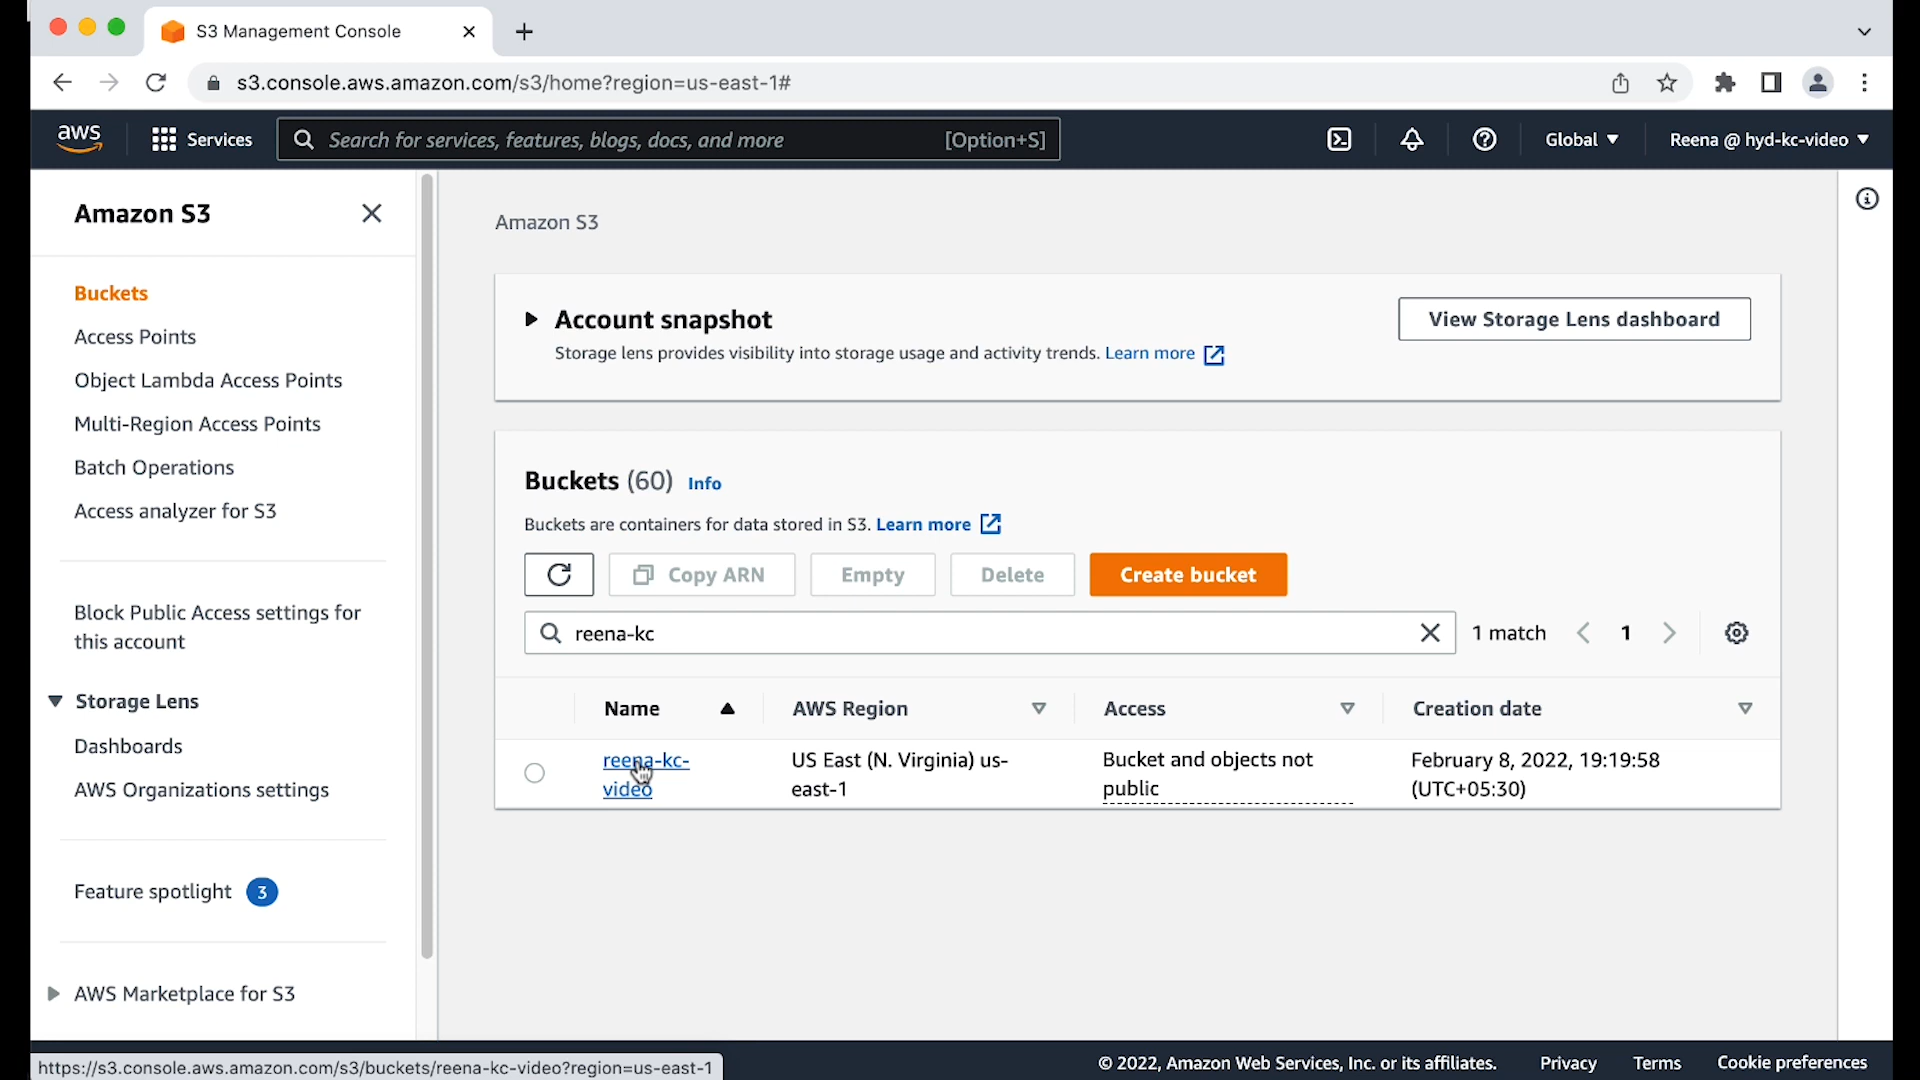 S3 Management Console
s3.console.aws.amazon.com/s3/home?region=us-east-1#
aws
Services
Search for services, features, blogs, docs, and more
[Option+S]
Global
Reena @ hyd-kc-video
Amazon S3
Buckets
Access Points
Object Lambda Access Points
Multi-Region Access Points
Batch Operations
Access analyzer for S3
Block Public Access settings for
this account
Storage Lens
Dashboards
AWS Organizations settings
Feature spotlight 3
AWS Marketplace for S3
Amazon S3
Account snapshot
Storage lens provides visibility into storage usage and activity trends. Learn more
View Storage Lens dashboard
Buckets (60) Info
Buckets are containers for data stored in S3. Learn more
Copy ARN
Empty
Delete
Create bucket
reena-kc
1 match
1
Name
AWS Region
Access
Creation date
reena-kc-
video
US East (N. Virginia) us-
east-1
Bucket and objects not
public
February 8, 2022, 19:19:58
(UTC+05:30)
https://s3.console.aws.amazon.com/s3/buckets/reena-kc-video?region=us-east-1
© 2022, Amazon Web Services, Inc. or its affiliates.
Privacy
Terms
Cookie preferences